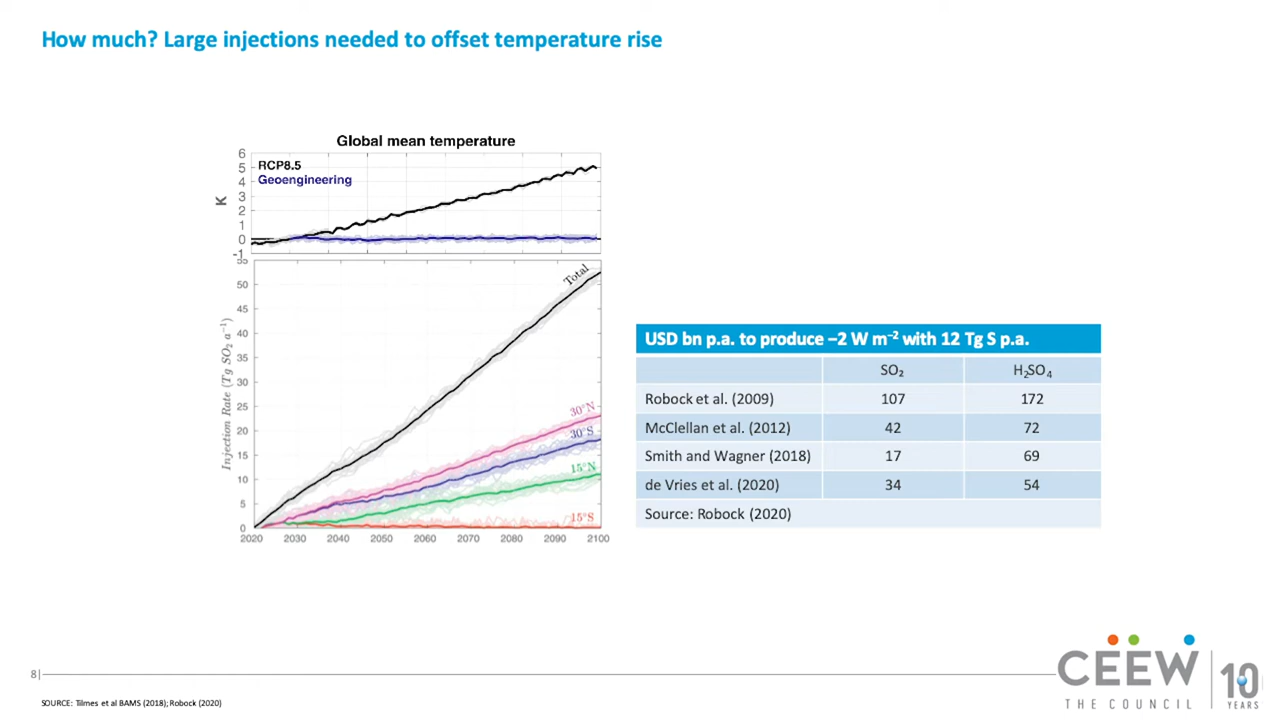 How much? Large injections needed to offset temperature rise
Global mean temperature
RCP8.5
Geoengineering
K
6
5
4
3
2
1
0
-1
Injection Rate (Tg SO₂ a⁻¹)
55
50
45
40
35
30
25
20
15
10
5
0
Total
30°N
30°S
15°N
15°S
2020 2030 2040 2050 2060 2070 2080 2090 2100
USD bn p.a. to produce −2 W m⁻² with 12 Tg S p.a.
SO₂ H₂SO₄
Robock et al. (2009) 107 172
McClellan et al. (2012) 42 72
Smith and Wagner (2018) 17 69
de Vries et al. (2020) 34 54
Source: Robock (2020)
8|
CEEW
THE COUNCIL
10
YEARS
SOURCE: Tilmes et al BAMS (2018); Robock (2020)